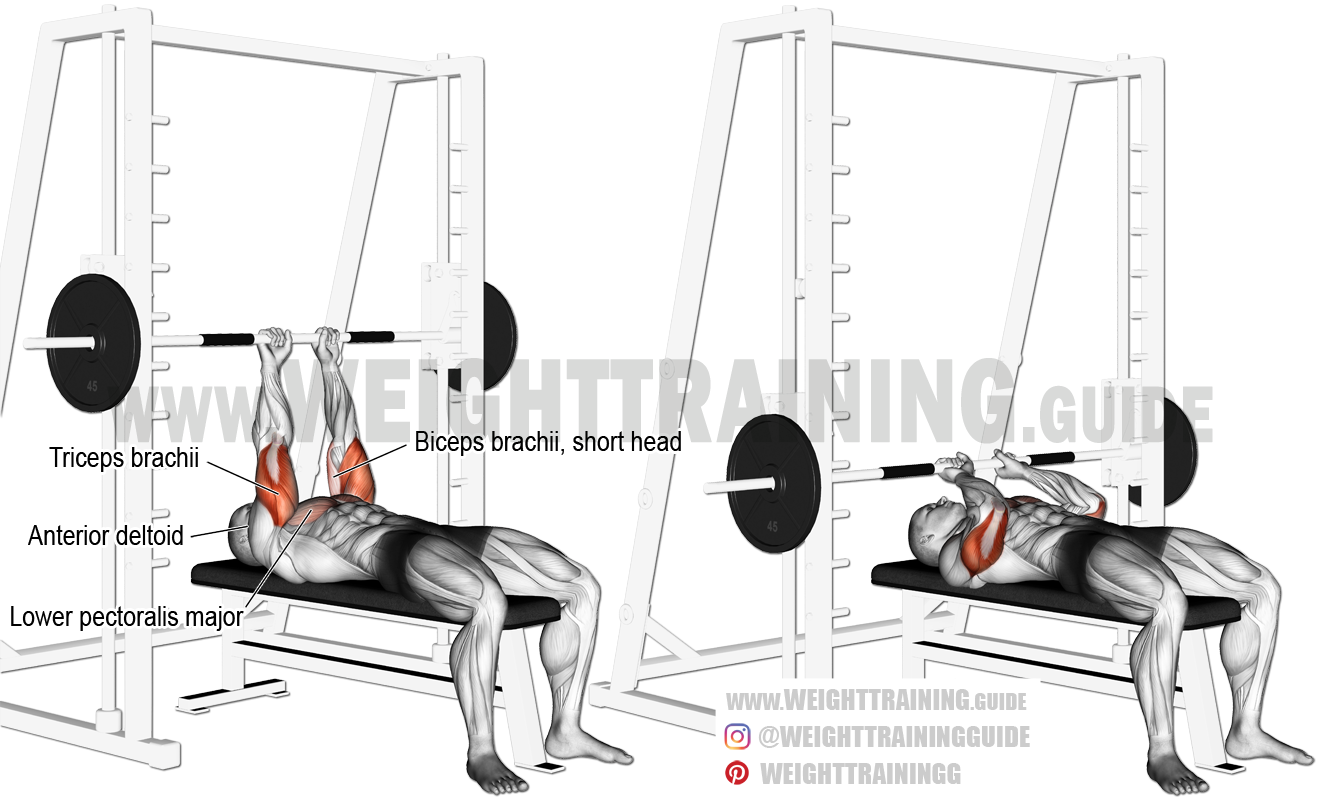 45
www.WEIGHTTRAINING.GUIDE
Biceps brachii, short head
Triceps brachii
Anterior deltoid
Lower pectoralis major
45
www.WEIGHTTRAINING.GUIDE
@WEIGHTTRAININGGUIDE
WEIGHTTRAININGG